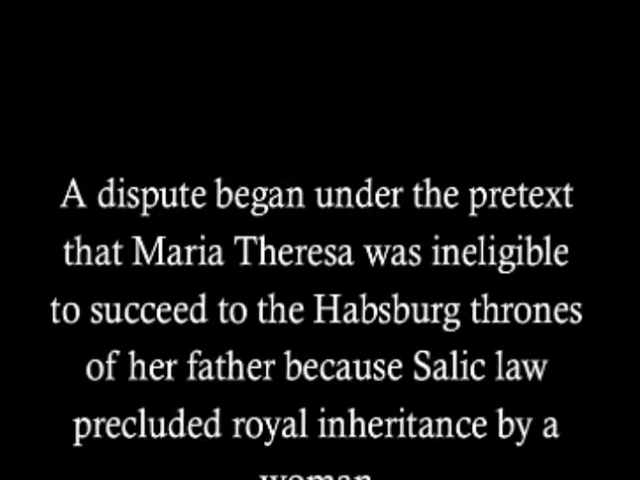 A dispute began under the pretext
that Maria Theresa was ineligible
to succeed to the Habsburg thrones
of her father because Salic law
precluded royal inheritance by a
woman